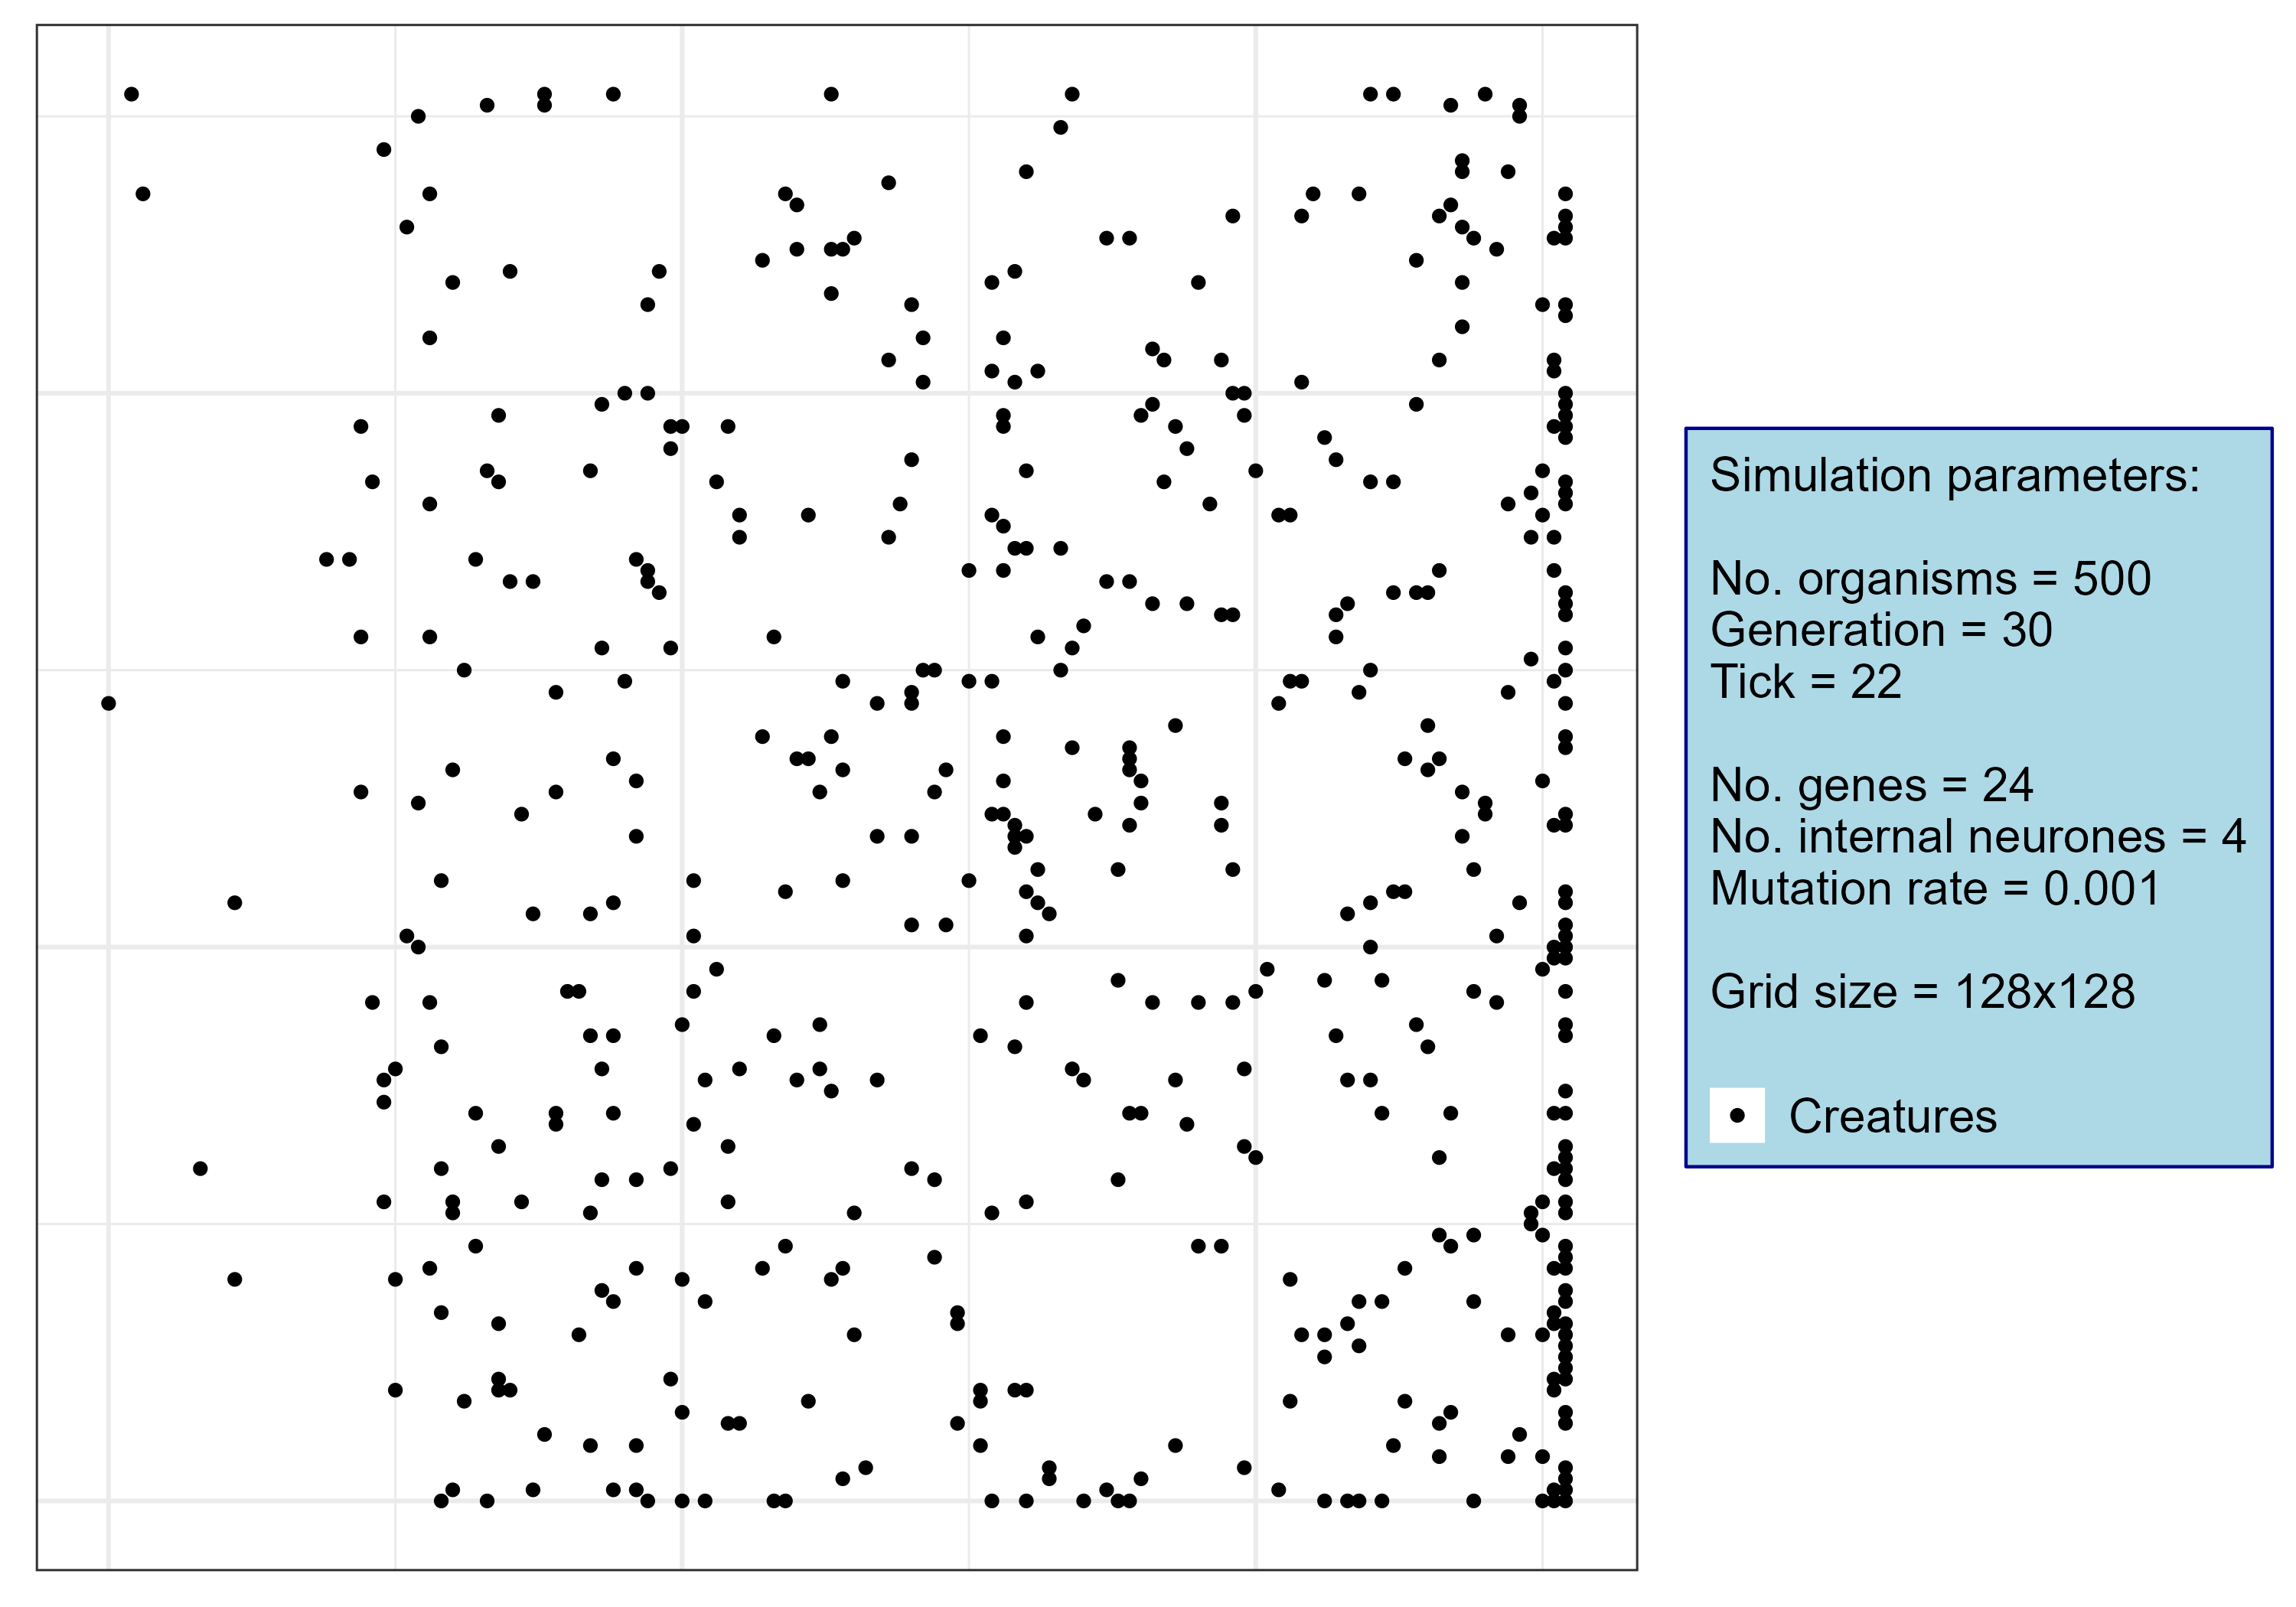 Simulation parameters:
No. organisms = 500
Generation = 30
Tick = 22
No. genes = 24
No. internal neurones = 4
Mutation rate = 0.001
Grid size = 128x128
Creatures